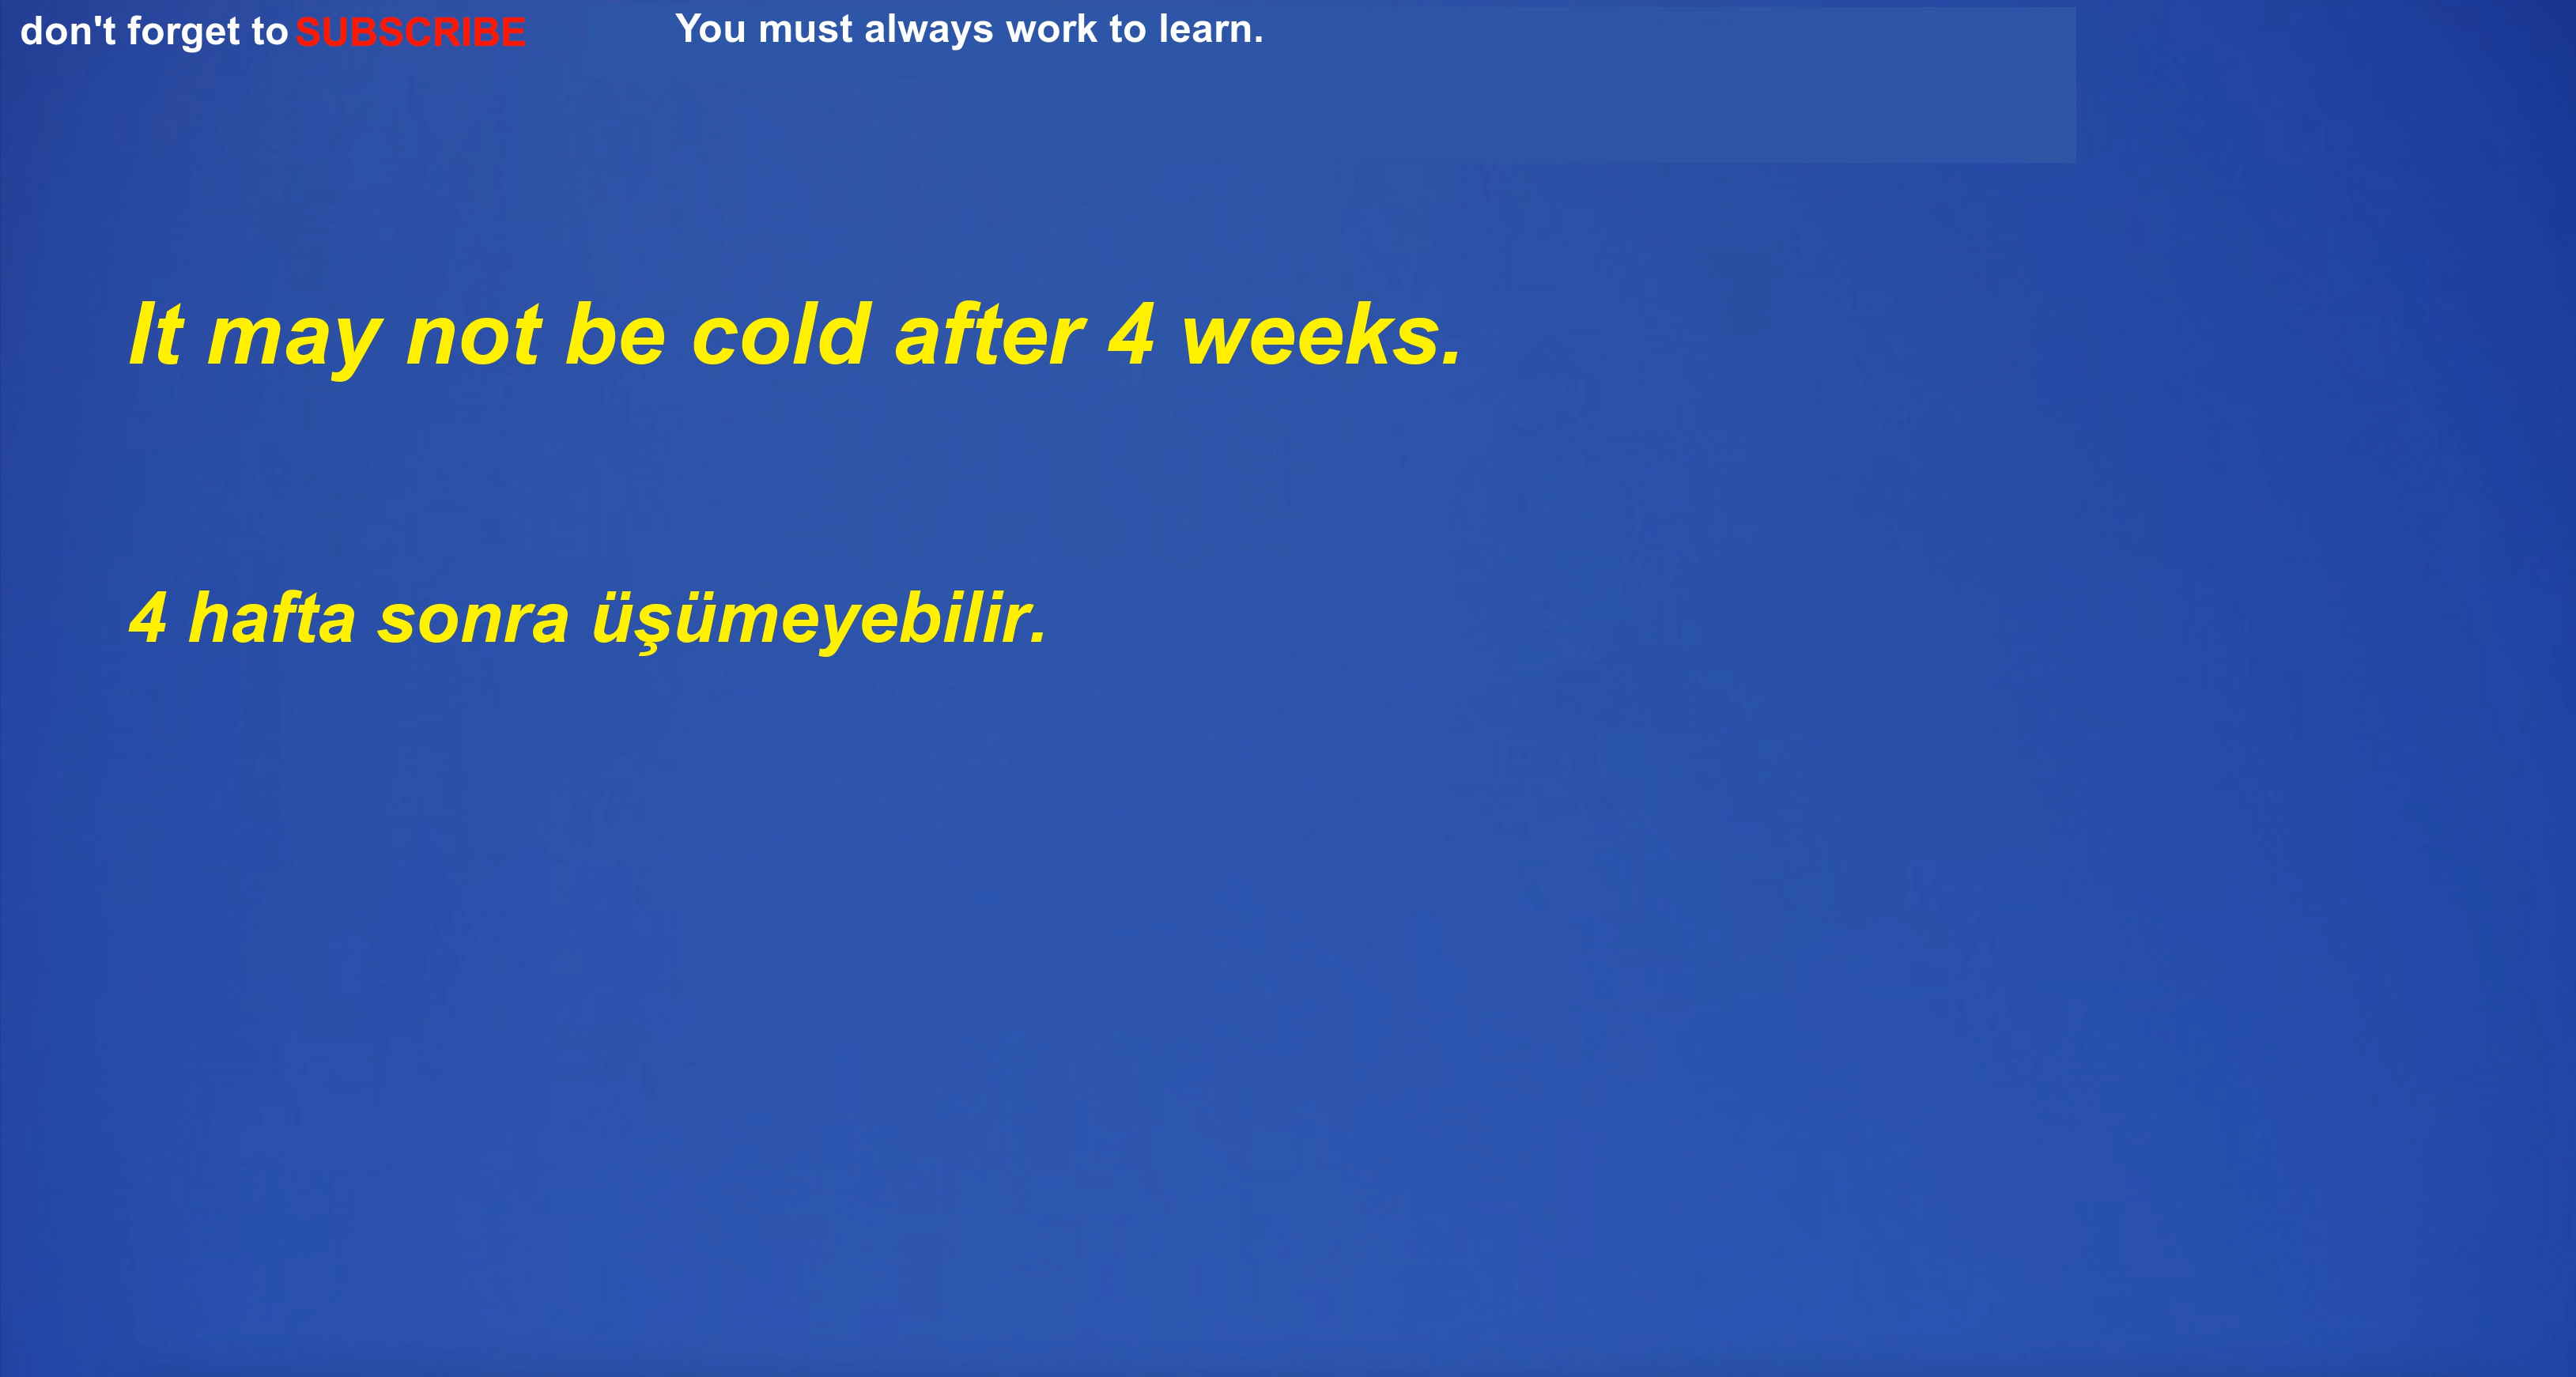 don't forget to SUBSCRIBE You must always work to learn.
It may not be cold after 4 weeks.
4 hafta sonra üşümeyebilir.